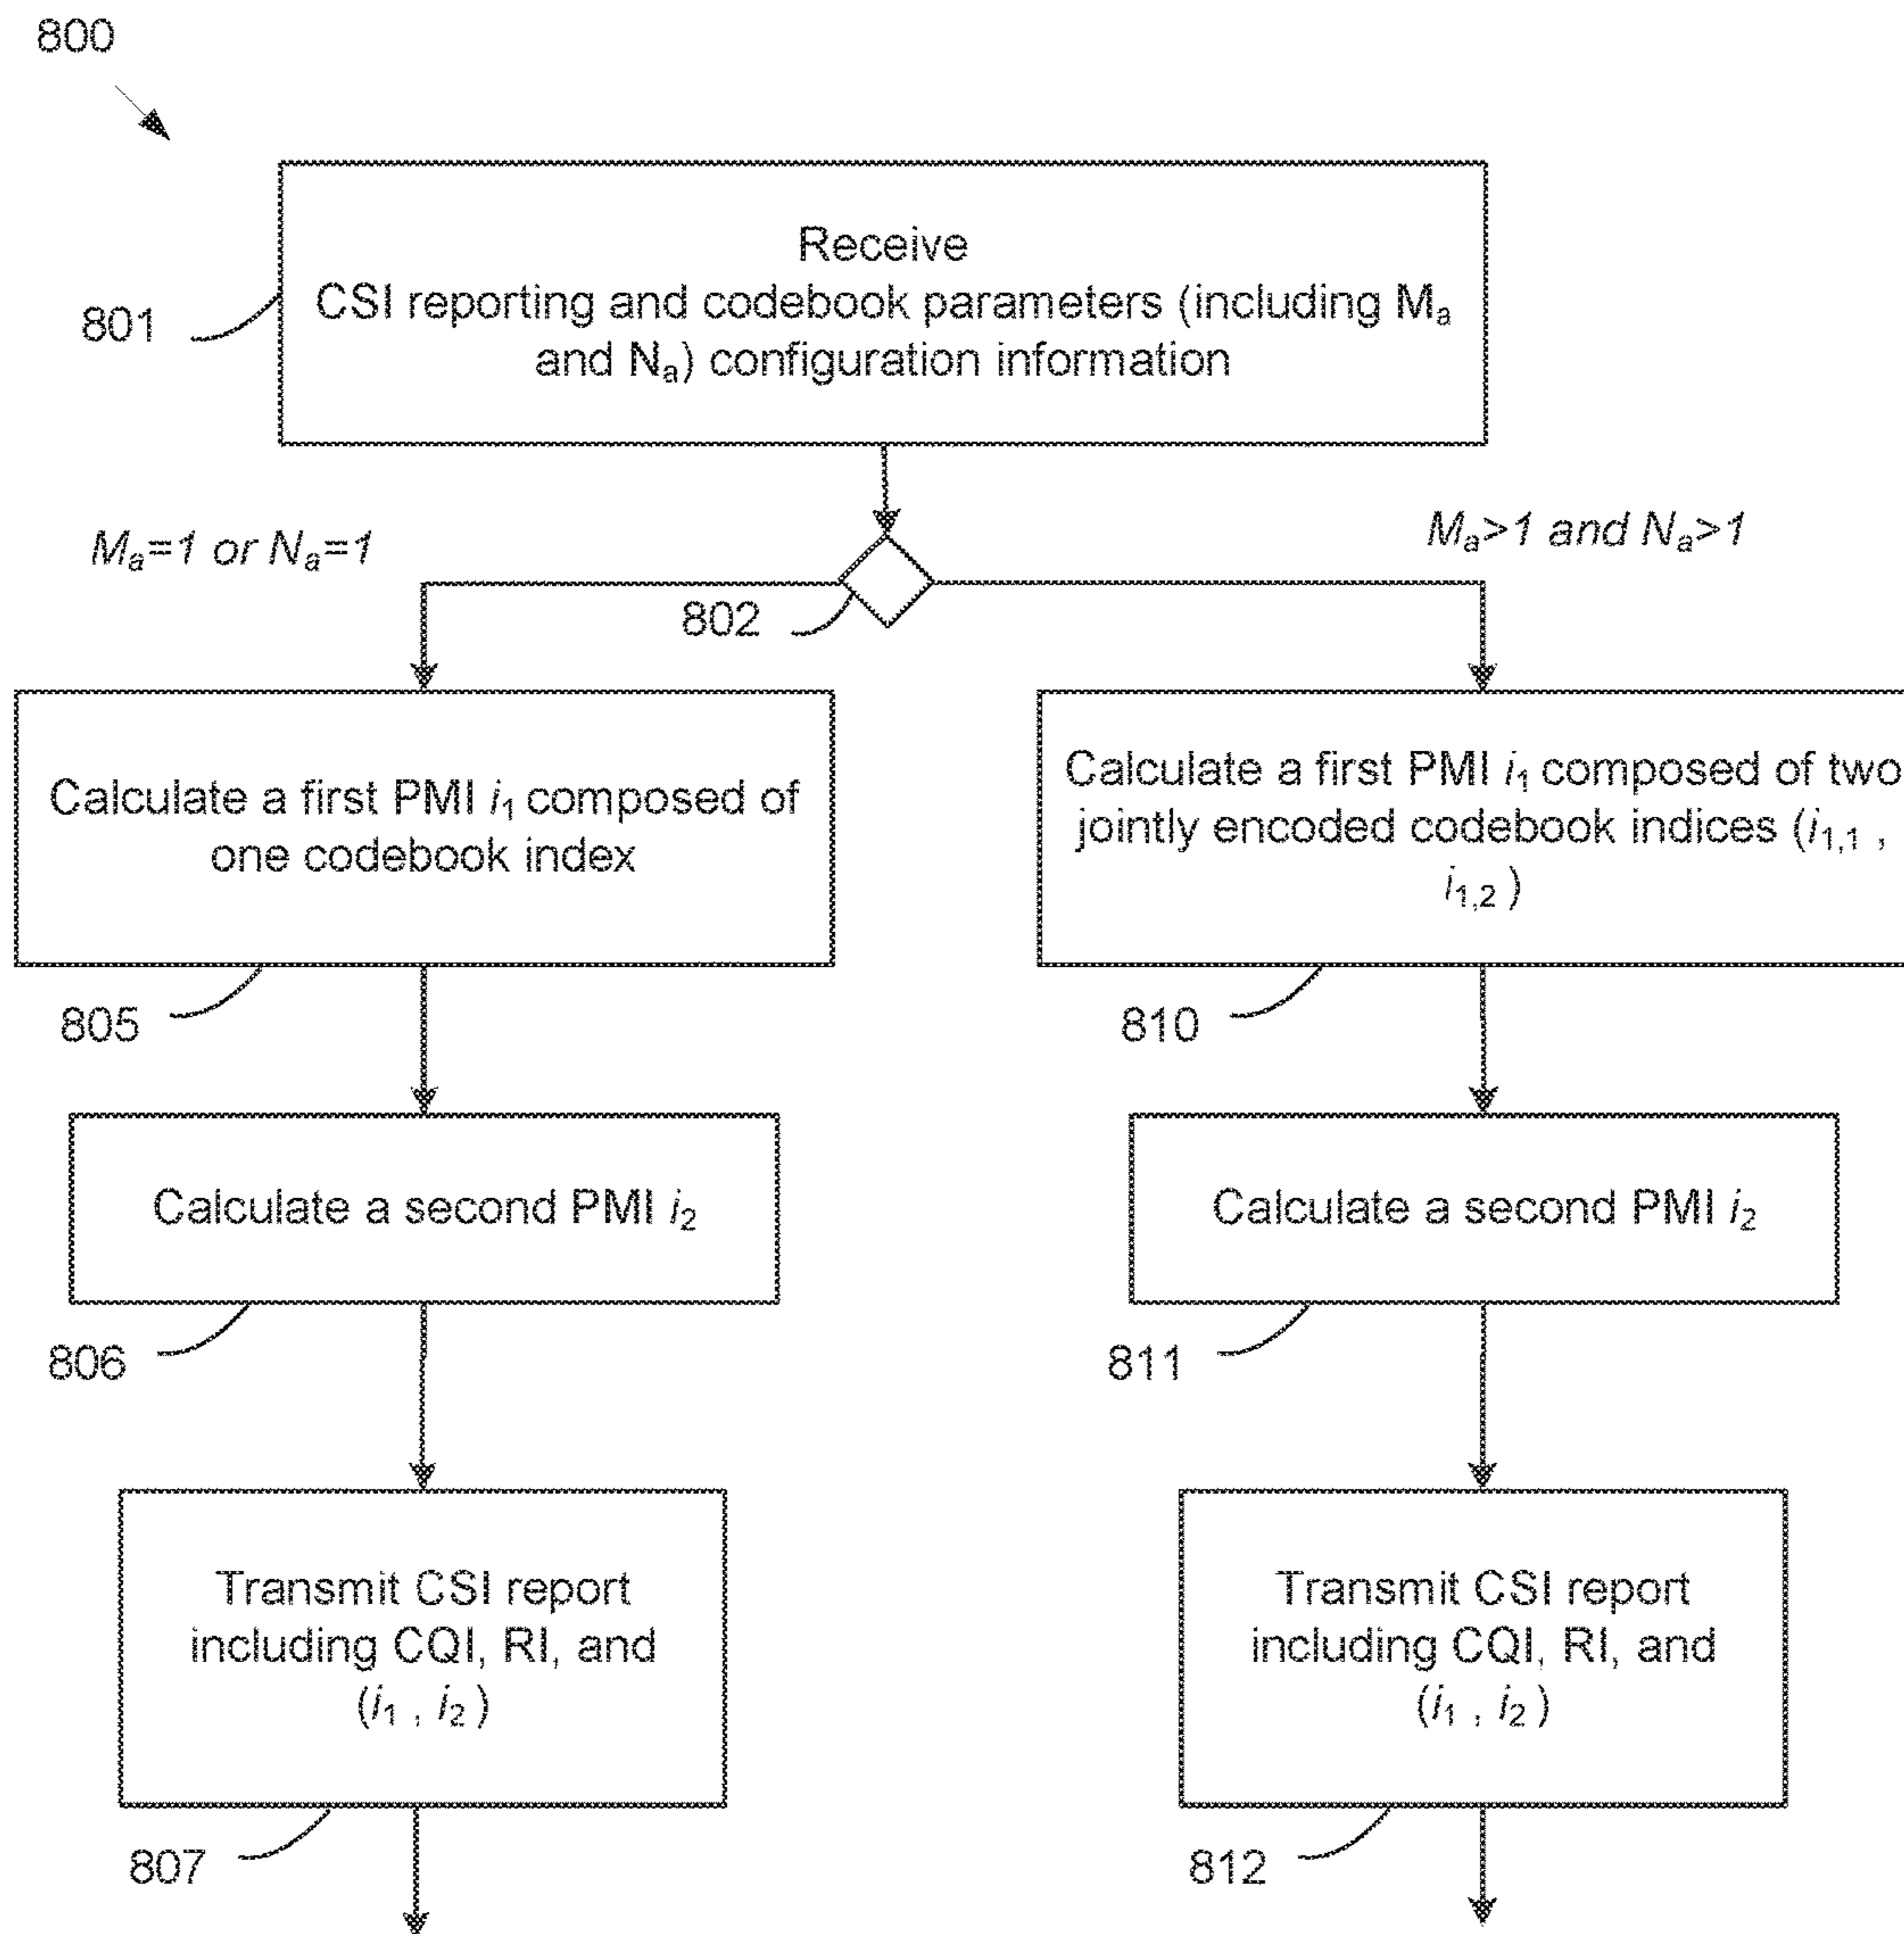 800
Receive
CSI reporting and codebook parameters (including Mₐ
and Nₐ) configuration information
801
Mₐ=1 or Nₐ=1
Mₐ>1 and Nₐ>1
802
Calculate a first PMI i₁ composed of
one codebook index
805
Calculate a first PMI i₁ composed of two
jointly encoded codebook indices (i₁,₁ ,
i₁,₂ )
810
Calculate a second PMI i₂
806
Calculate a second PMI i₂
811
Transmit CSI report
including CQI, RI, and
(i₁ , i₂ )
807
Transmit CSI report
including CQI, RI, and
(i₁ , i₂ )
812